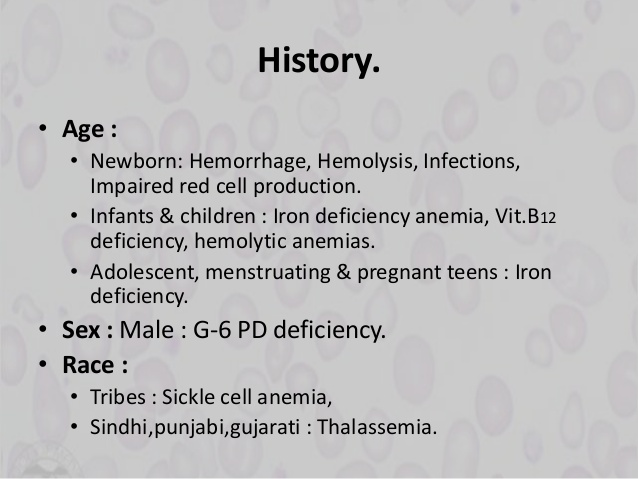 History.
• Age :
• Newborn: Hemorrhage, Hemolysis, Infections,
Impaired red cell production.
• Infants & children : Iron deficiency anemia, Vit.B12
deficiency, hemolytic anemias.
• Adolescent, menstruating & pregnant teens : Iron
deficiency.
• Sex : Male : G-6 PD deficiency.
• Race :
• Tribes : Sickle cell anemia,
• Sindhi,punjabi,gujarati : Thalassemia.